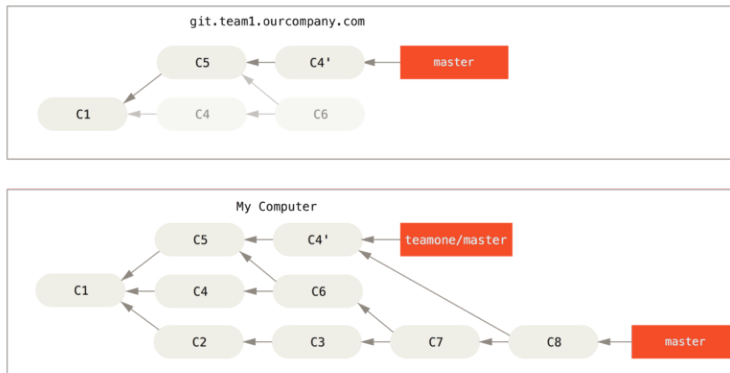 git.team1.ourcompany.com
C5 C4' master
C1 C4 C6
My Computer
C5 C4' teamone/master
C1 C4 C6
C2 C3 C7 C8 master